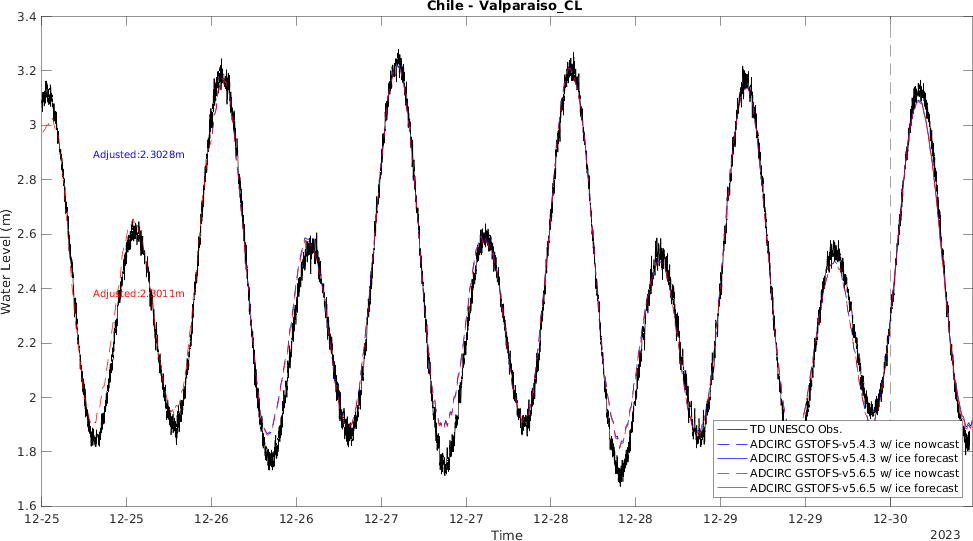 Chile - Valparaiso_CL
3.4
3.2
3
2.8
2.6
2.4
2.2
2
1.8
1.6
Water Level (m)
Adjusted:2.3028m
Adjusted:2.3011m
TD UNESCO Obs.
ADCIRC GSTOFS-v5.4.3 w/ ice nowcast
ADCIRC GSTOFS-v5.4.3 w/ ice forecast
ADCIRC GSTOFS-v5.6.5 w/ ice nowcast
ADCIRC GSTOFS-v5.6.5 w/ ice forecast
12-25 12-25 12-26 12-26 12-27 12-27 12-28 12-28 12-29 12-29 12-30
Time
2023